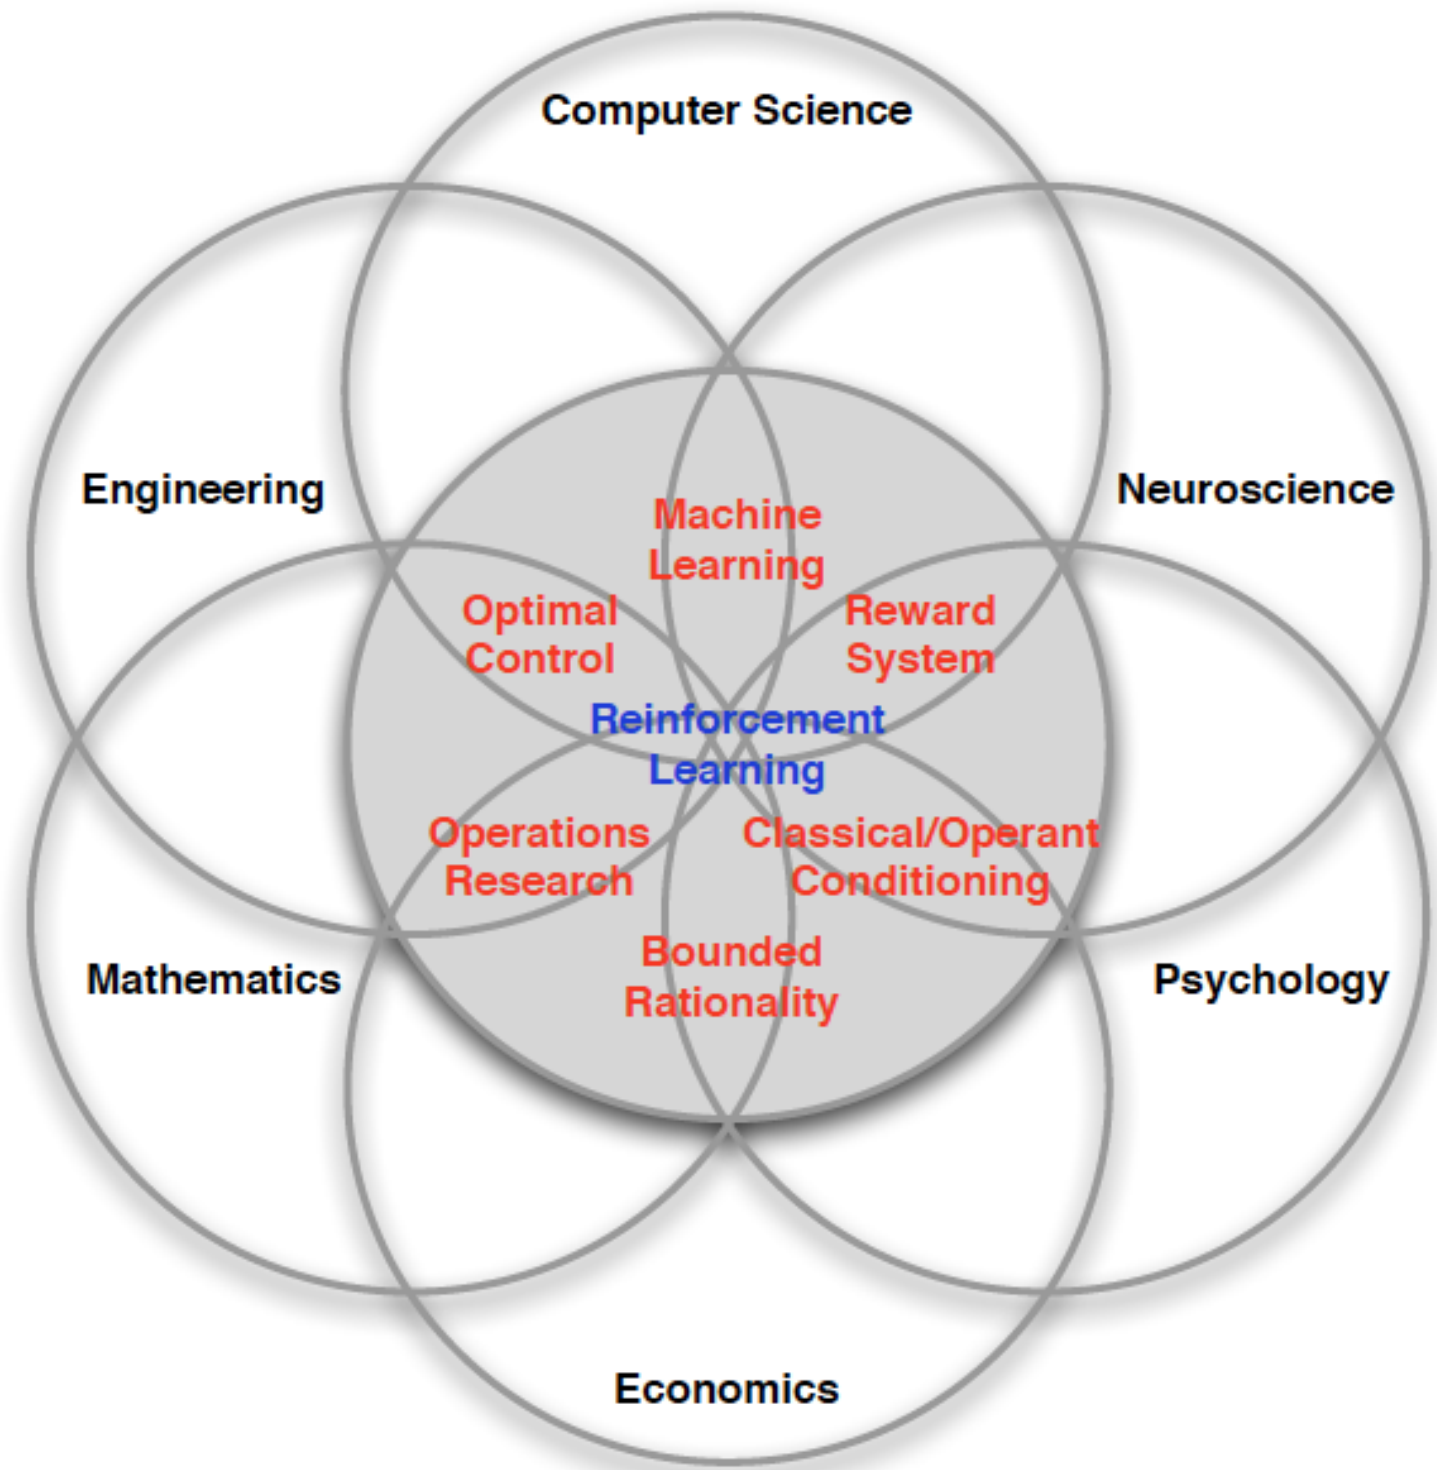 Computer Science
Engineering
Neuroscience
Machine
Learning
Optimal
Control
Reward
System
Reinforcement
Learning
Operations
Research
Classical/Operant
Conditioning
Bounded
Rationality
Mathematics
Psychology
Economics